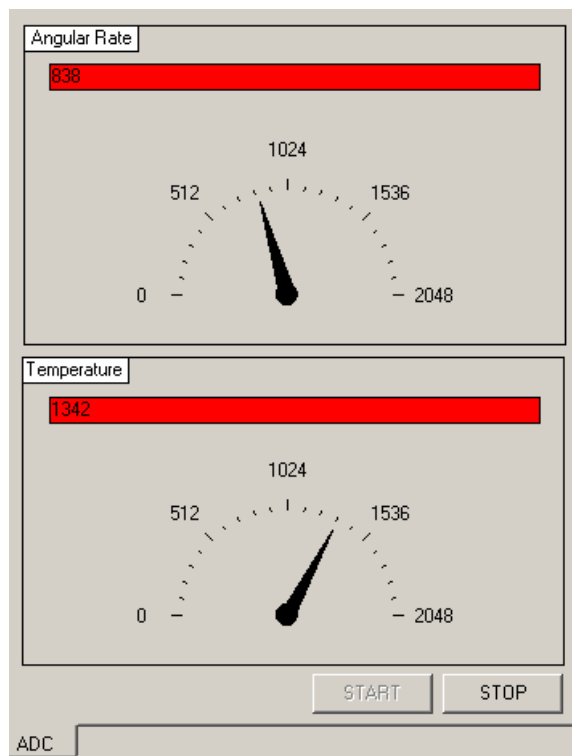 Angular Rate
838
1024
512 1536
0 2048
Temperature
1342
1024
512 1536
0 2048
START STOP
ADC